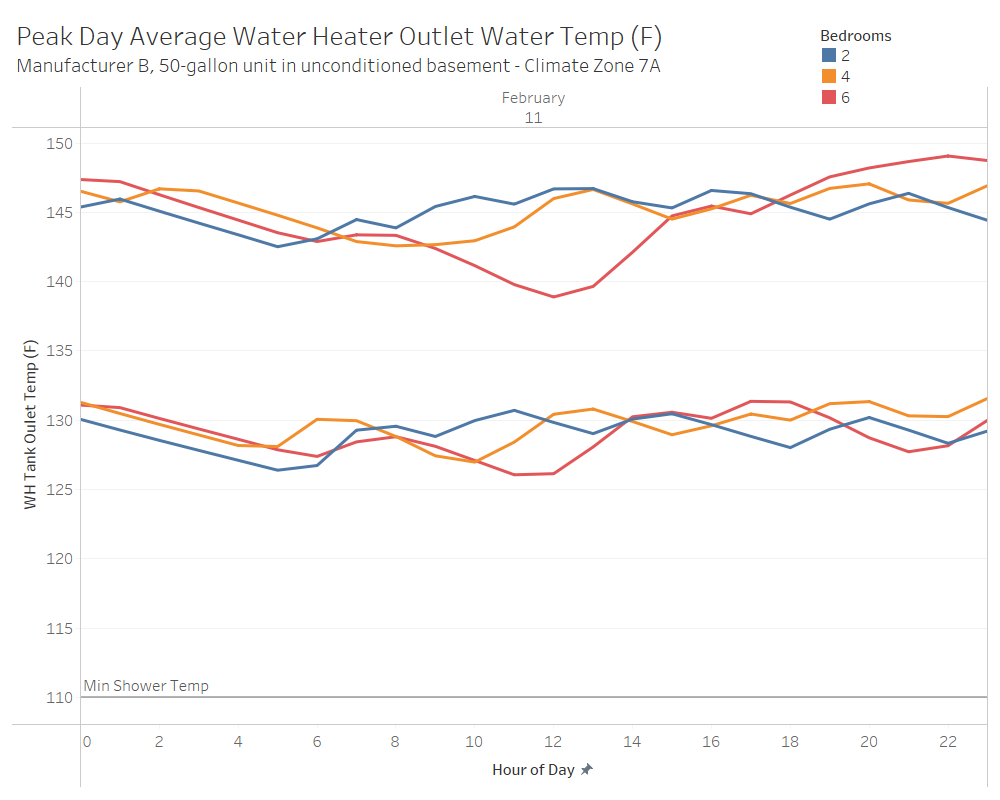 Peak Day Average Water Heater Outlet Water Temp (F)
Manufacturer B, 50-gallon unit in unconditioned basement - Climate Zone 7A
Bedrooms
2
4
6
February
11
WH Tank Outlet Temp (F)
150
145
140
135
130
125
120
115
110
Min Shower Temp
0 2 4 6 8 10 12 14 16 18 20 22
Hour of Day